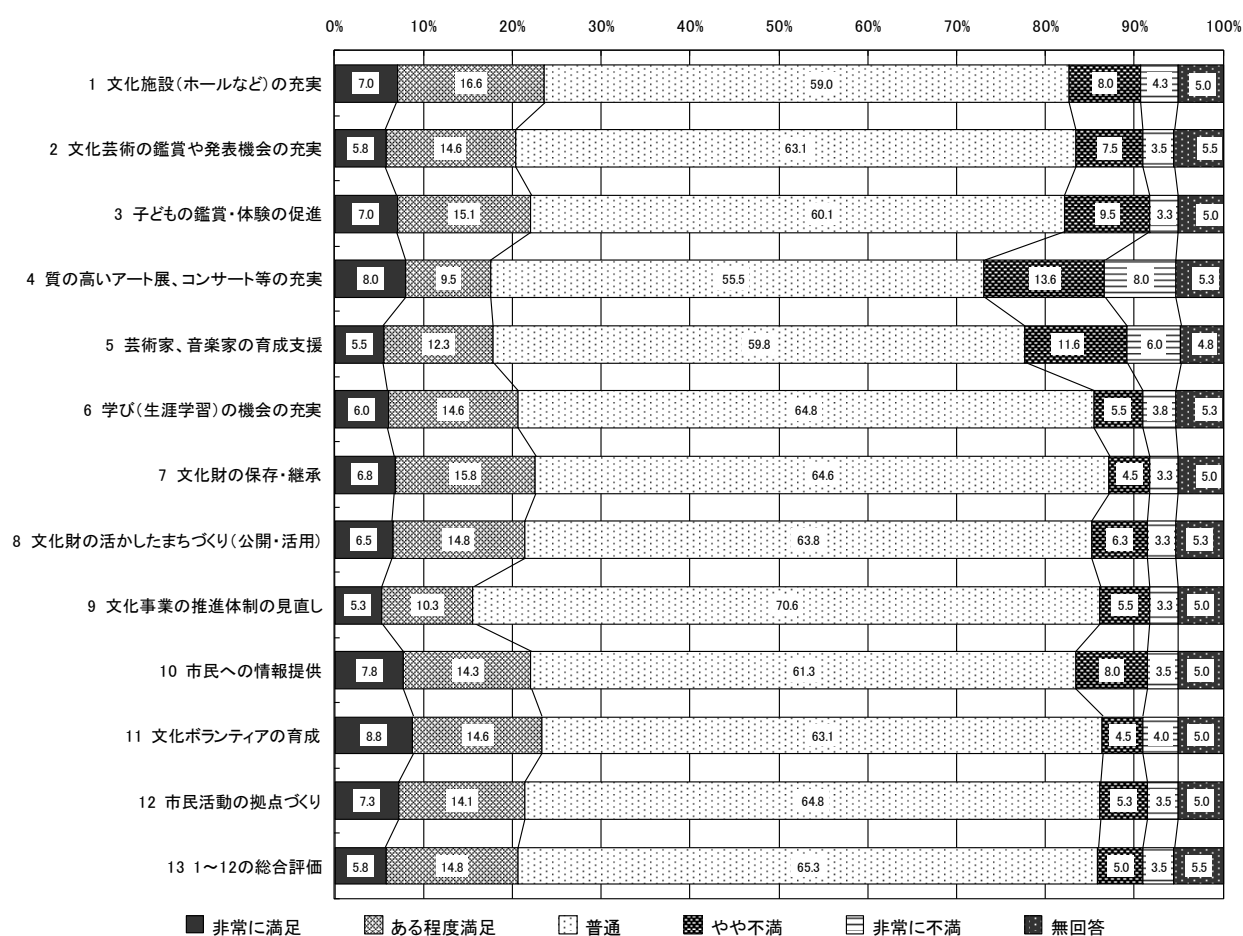 0% 10% 20% 30% 40% 50% 60% 70% 80% 90% 100%
1 文化施設(ホールなど)の充実 7.0 16.6 59.0 8.0 4.3 5.0
2 文化芸術の鑑賞や発表機会の充実 5.8 14.6 63.1 7.5 3.5 5.5
3 子どもの鑑賞・体験の促進 7.0 15.1 60.1 9.5 3.3 5.0
4 質の高いアート展、コンサート等の充実 8.0 9.5 55.5 13.6 8.0 5.3
5 芸術家、音楽家の育成支援 5.5 12.3 59.8 11.6 6.0 4.8
6 学び(生涯学習)の機会の充実 6.0 14.6 64.8 5.5 3.8 5.3
7 文化財の保存・継承 6.8 15.8 64.6 4.5 3.3 5.0
8 文化財の活かしたまちづくり(公開・活用) 6.5 14.8 63.8 6.3 3.3 5.3
9 文化事業の推進体制の見直し 5.3 10.3 70.6 5.5 3.3 5.0
10 市民への情報提供 7.8 14.3 61.3 8.0 3.5 5.0
11 文化ボランティアの育成 8.8 14.6 63.1 4.5 4.0 5.0
12 市民活動の拠点づくり 7.3 14.1 64.8 5.3 3.5 5.0
13 1～12の総合評価 5.8 14.8 65.3 5.0 3.5 5.5
非常に満足 ある程度満足 普通 やや不満 非常に不満 無回答